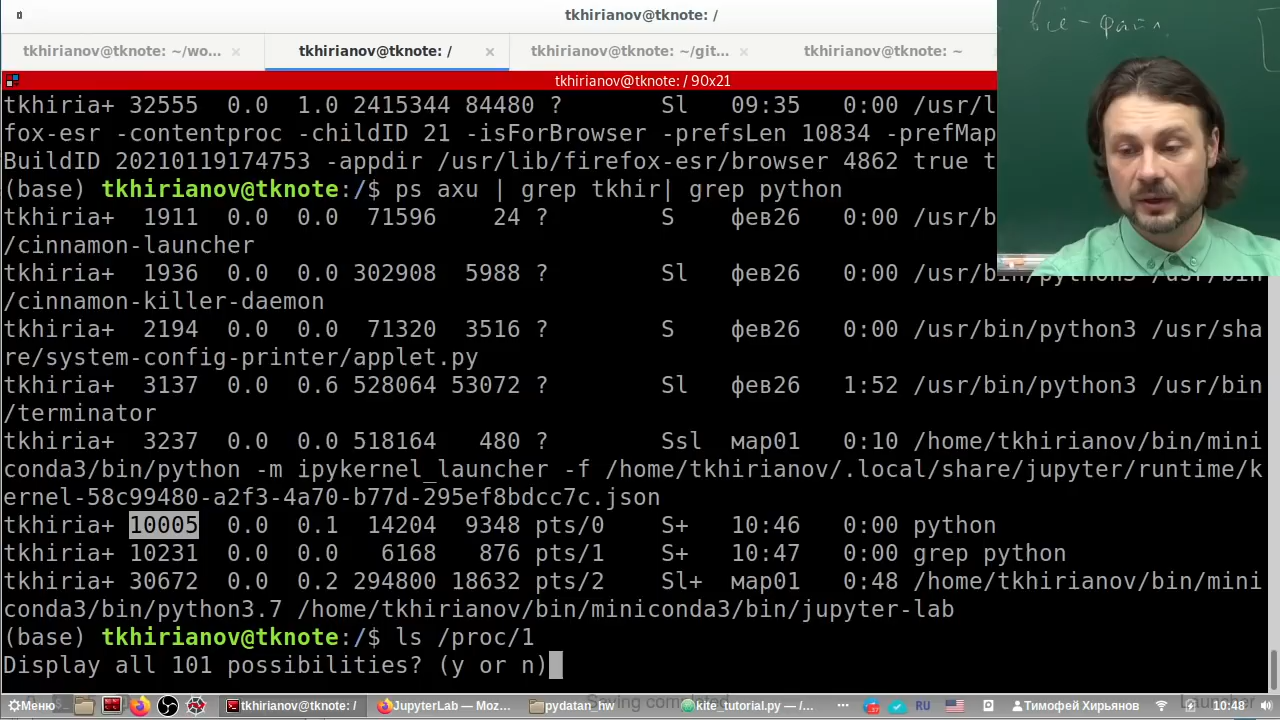 tkhirianov@tknote: /
tkhirianov@tknote: ~/wo... ×
tkhirianov@tknote: / ×
tkhirianov@tknote: ~/git... ×
tkhirianov@tknote: ~
всё - файл
tkhirianov@tknote: / 90x21
tkhiria+ 32555 0.0 1.0 2415344 84480 ? Sl 09:35 0:00 /usr/l
fox-esr -contentproc -childID 21 -isForBrowser -prefsLen 10834 -prefMap
BuildID 20210119174753 -appdir /usr/lib/firefox-esr/browser 4862 true t
(base) tkhirianov@tknote:/$ ps axu | grep tkhir| grep python
tkhiria+ 1911 0.0 0.0 71596 24 ? S фев26 0:00 /usr/b
/cinnamon-launcher
tkhiria+ 1936 0.0 0.0 302908 5988 ? Sl фев26 0:00 /usr/bin/python3 /usr/bin
/cinnamon-killer-daemon
tkhiria+ 2194 0.0 0.0 71320 3516 ? S фев26 0:00 /usr/bin/python3 /usr/sha
re/system-config-printer/applet.py
tkhiria+ 3137 0.0 0.6 528064 53072 ? Sl фев26 1:52 /usr/bin/python3 /usr/bin
/terminator
tkhiria+ 3237 0.0 0.0 518164 480 ? Ssl мар01 0:10 /home/tkhirianov/bin/mini
conda3/bin/python -m ipykernel_launcher -f /home/tkhirianov/.local/share/jupyter/runtime/k
ernel-58c99480-a2f3-4a70-b77d-295ef8bdcc7c.json
tkhiria+ 10005 0.0 0.1 14204 9348 pts/0 S+ 10:46 0:00 python
tkhiria+ 10231 0.0 0.0 6168 876 pts/1 S+ 10:47 0:00 grep python
tkhiria+ 30672 0.0 0.2 294800 18632 pts/2 Sl+ мар01 0:48 /home/tkhirianov/bin/mini
conda3/bin/python3.7 /home/tkhirianov/bin/miniconda3/bin/jupyter-lab
(base) tkhirianov@tknote:/$ ls /proc/1
Display all 101 possibilities? (y or n)
Меню
tkhirianov@tknote: /
JupyterLab — Moz...
pydatan_hw
kite_tutorial.py — /...
Saving completed
RU
Тимофей Хирьянов
10:48
Launcher